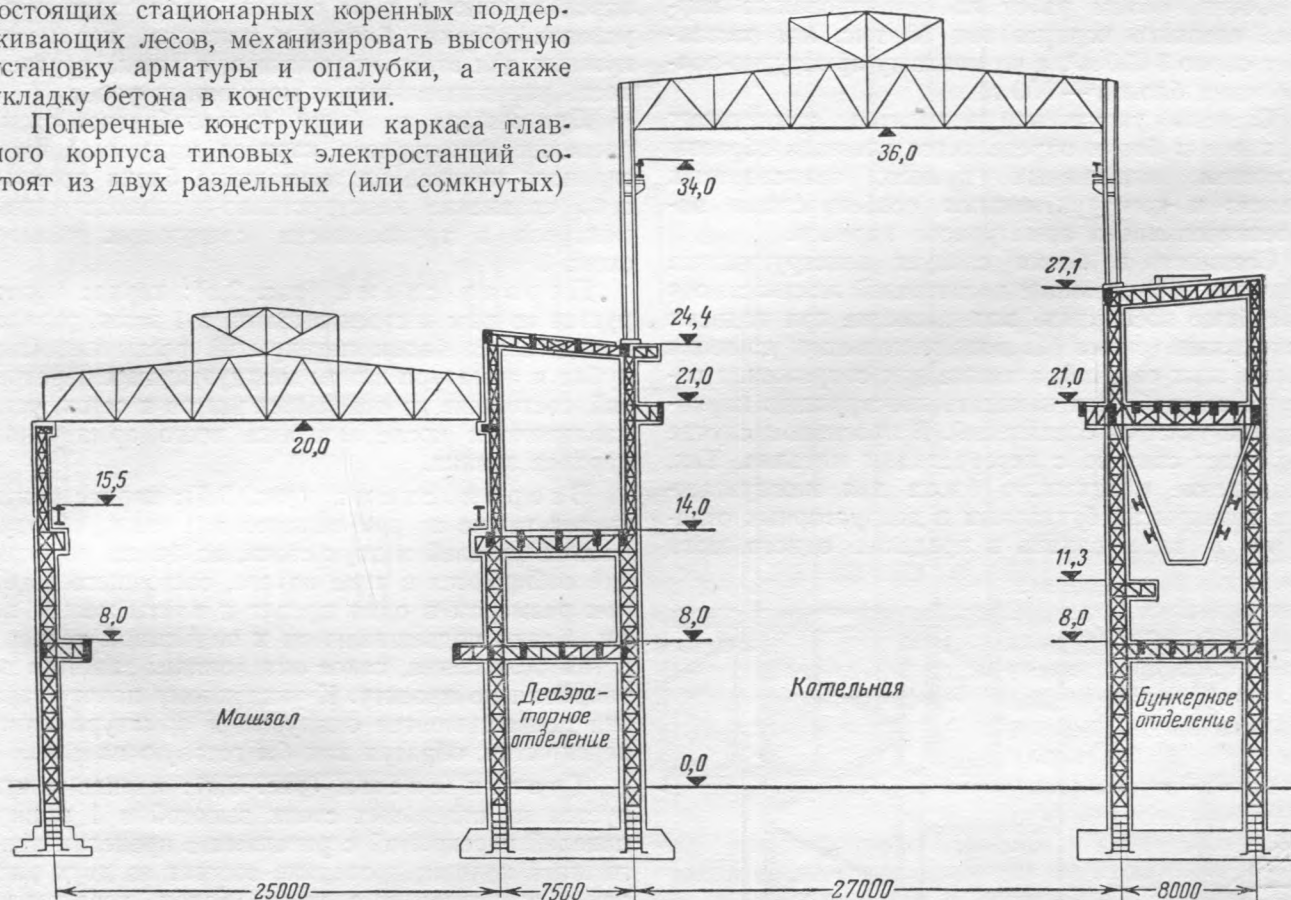 остоящих стационарных коренных поддер-
живающих лесов, механизировать высотную
установку арматуры и опалубки, а также
укладку бетона в конструкции.
Поперечные конструкции каркаса глав-
ного корпуса типовых электростанций со-
стоят из двух раздельных (или сомкнутых)
36,0
34,0
27,1
24,4
21,0
21,0
20,0
15,5
14,0
11,3
8,0
8,0
8,0
Машзал
Деаэра-
торное
отделение
Котельная
Бункерное
отделение
0,0
25000
7500
27000
8000